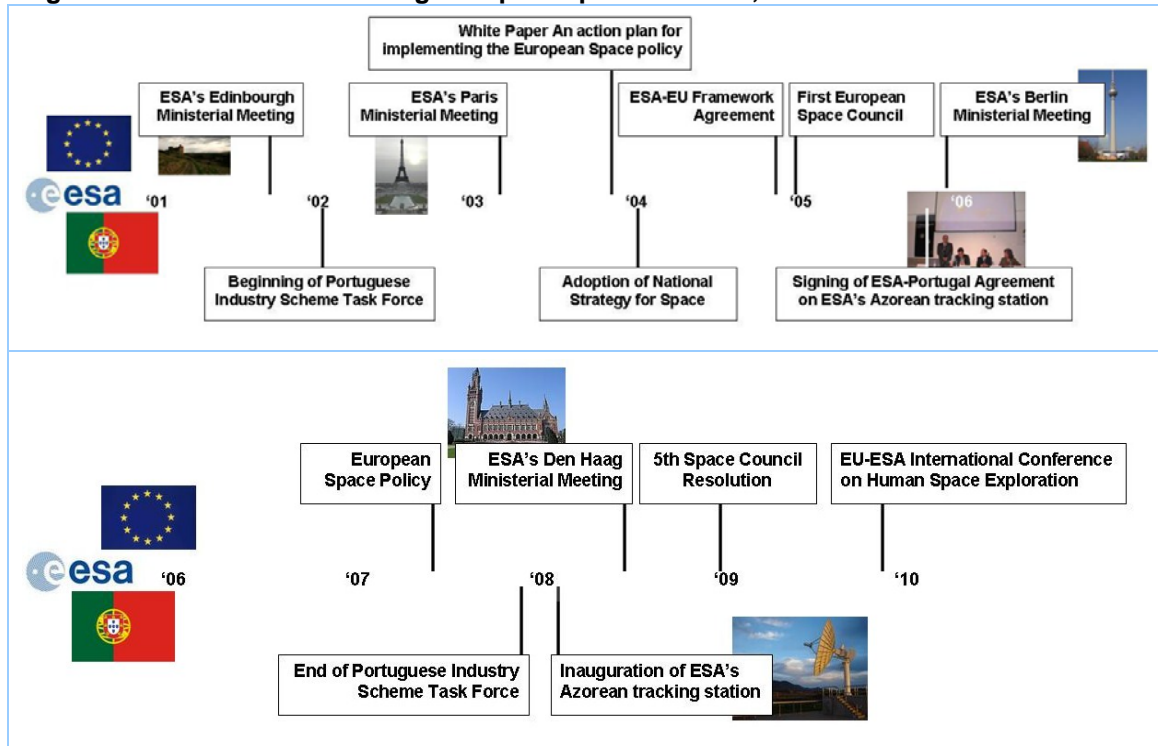 White Paper An action plan for
implementing the European Space policy
ESA's Edinbourgh
Ministerial Meeting
ESA's Paris
Ministerial Meeting
ESA-EU Framework
Agreement
First European
Space Council
ESA's Berlin
Ministerial Meeting
esa
'01
'02
'03
'04
'05
'06
Beginning of Portuguese
Industry Scheme Task Force
Adoption of National
Strategy for Space
Signing of ESA-Portugal Agreement
on ESA's Azorean tracking station
European
Space Policy
ESA's Den Haag
Ministerial Meeting
5th Space Council
Resolution
EU-ESA International Conference
on Human Space Exploration
esa
'06
'07
'08
'09
'10
End of Portuguese Industry
Scheme Task Force
Inauguration of ESA's
Azorean tracking station